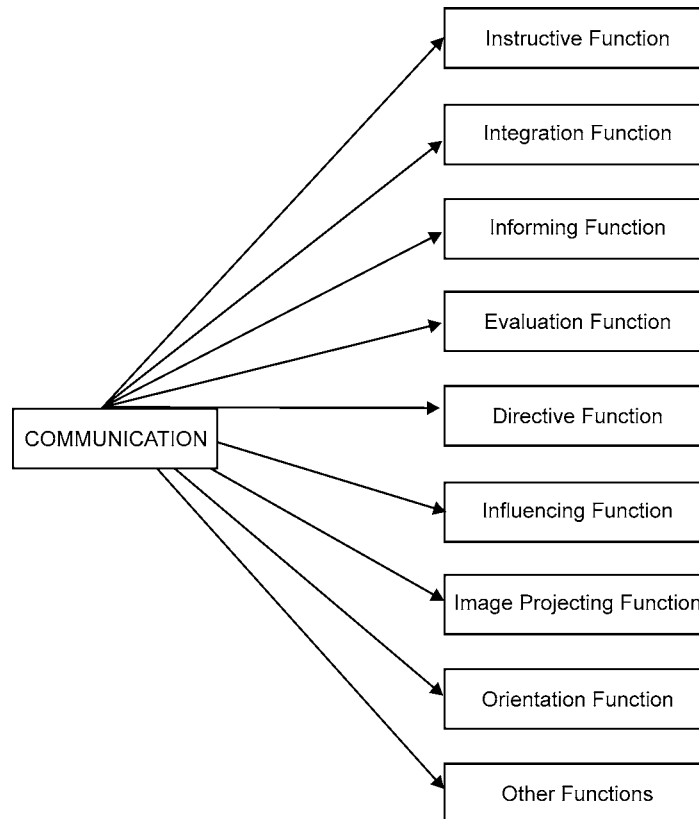 Instructive Function
Integration Function
Informing Function
Evaluation Function
Directive Function
COMMUNICATION
Influencing Function
Image Projecting Function
Orientation Function
Other Functions